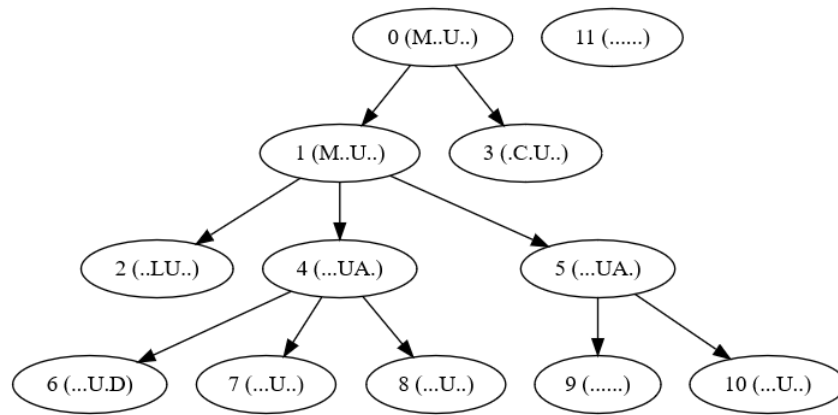 0 (M..U..)
11 (......)
1 (M..U..)
3 (.C.U..)
2 (..LU..)
4 (...UA.)
5 (...UA.)
6 (...U.D)
7 (...U..)
8 (...U..)
9 (......)
10 (...U..)